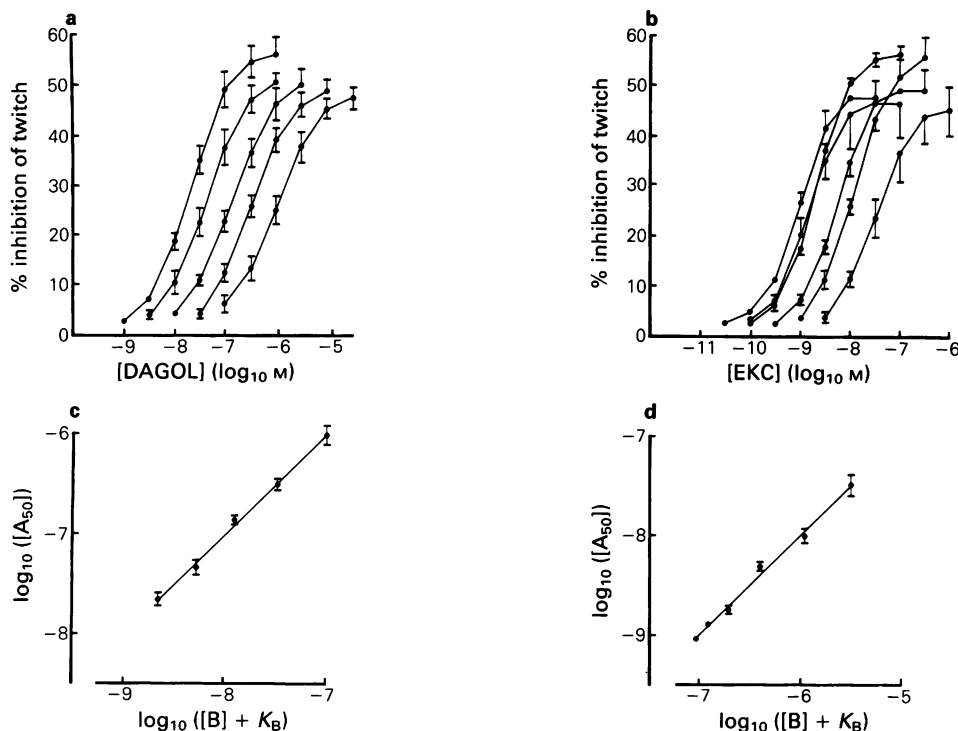 a
% inhibition of twitch
60
50
40
30
20
10
0
−9 −8 −7 −6 −5
[DAGOL] (log₁₀ M)
b
% inhibition of twitch
60
50
40
30
20
10
0
−11 −10 −9 −8 −7 −6
[EKC] (log₁₀ M)
c
log₁₀ ([A₅₀])
−6
−7
−8
−9 −8 −7
log₁₀ ([B] + K_B)
d
log₁₀ ([A₅₀])
−7
−8
−9
−7 −6 −5
log₁₀ ([B] + K_B)